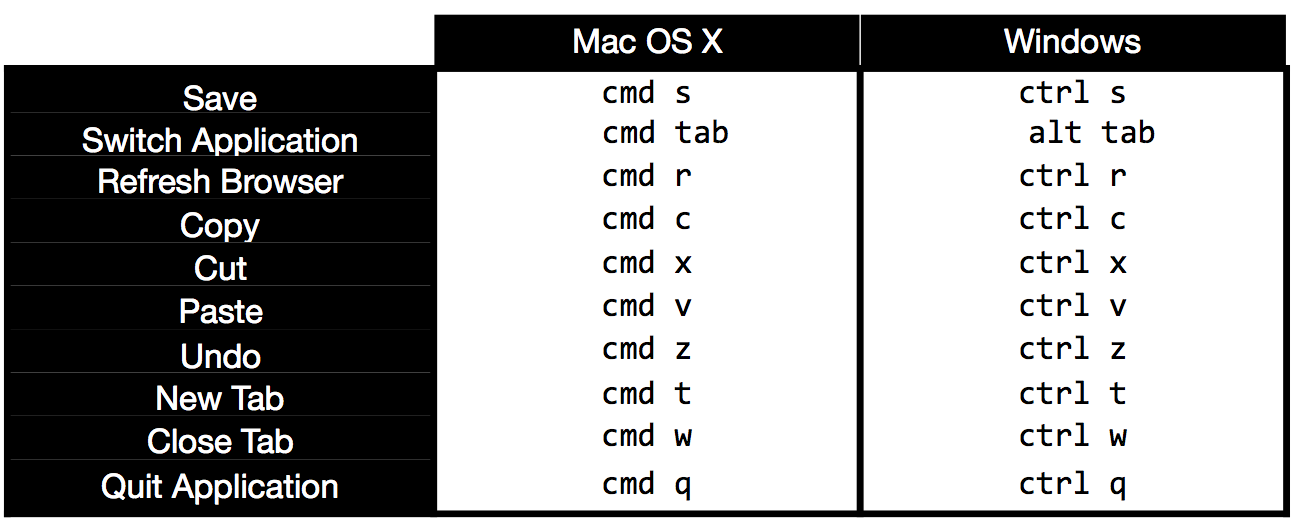 Mac OS X Windows
Save cmd s ctrl s
Switch Application cmd tab alt tab
Refresh Browser cmd r ctrl r
Copy cmd c ctrl c
Cut cmd x ctrl x
Paste cmd v ctrl v
Undo cmd z ctrl z
New Tab cmd t ctrl t
Close Tab cmd w ctrl w
Quit Application cmd q ctrl q